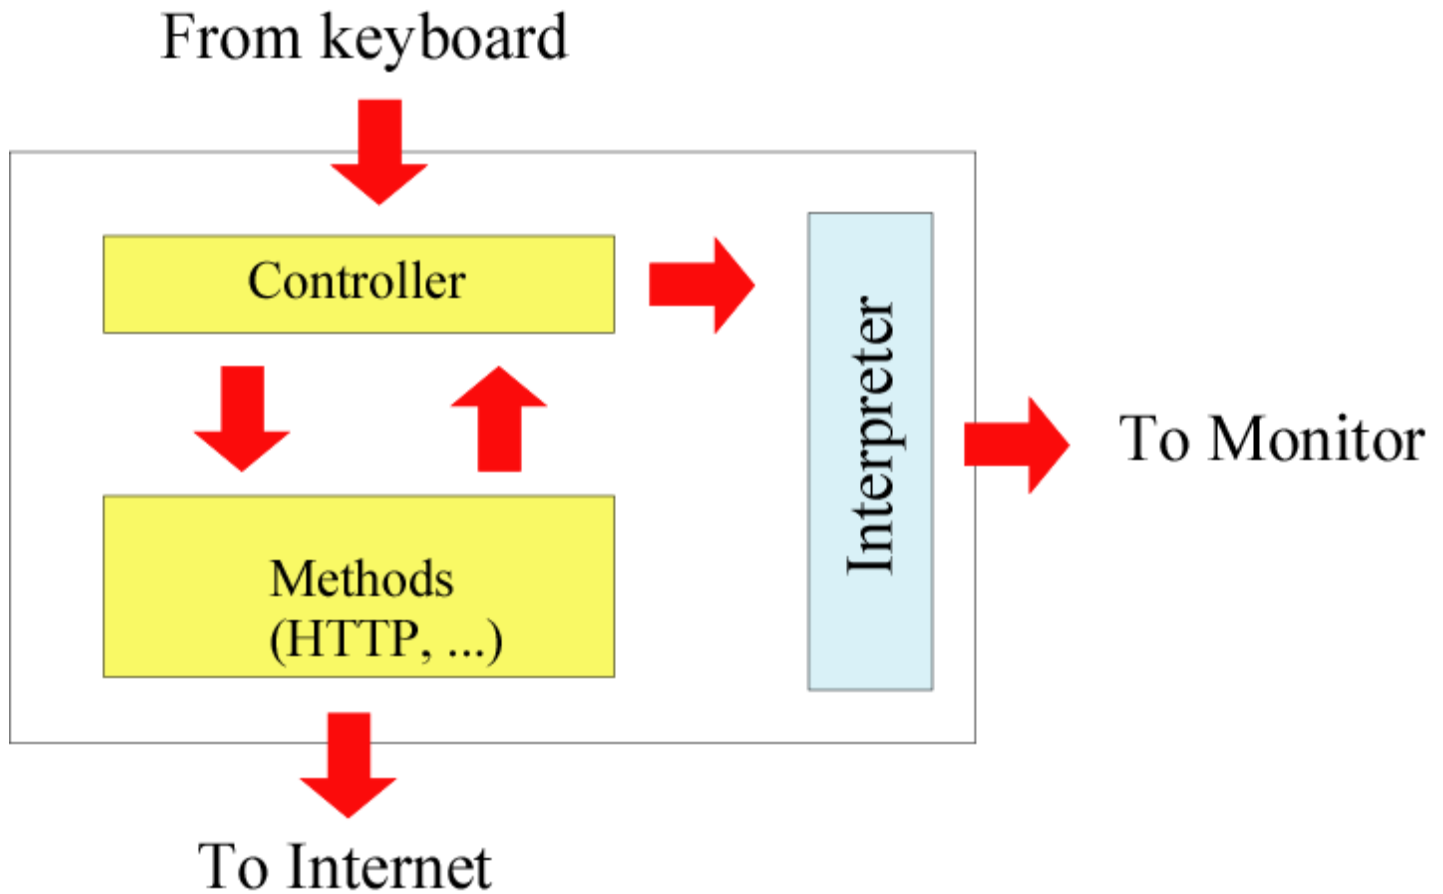 From keyboard
Controller
Interpreter
To Monitor
Methods
(HTTP, ...)
To Internet